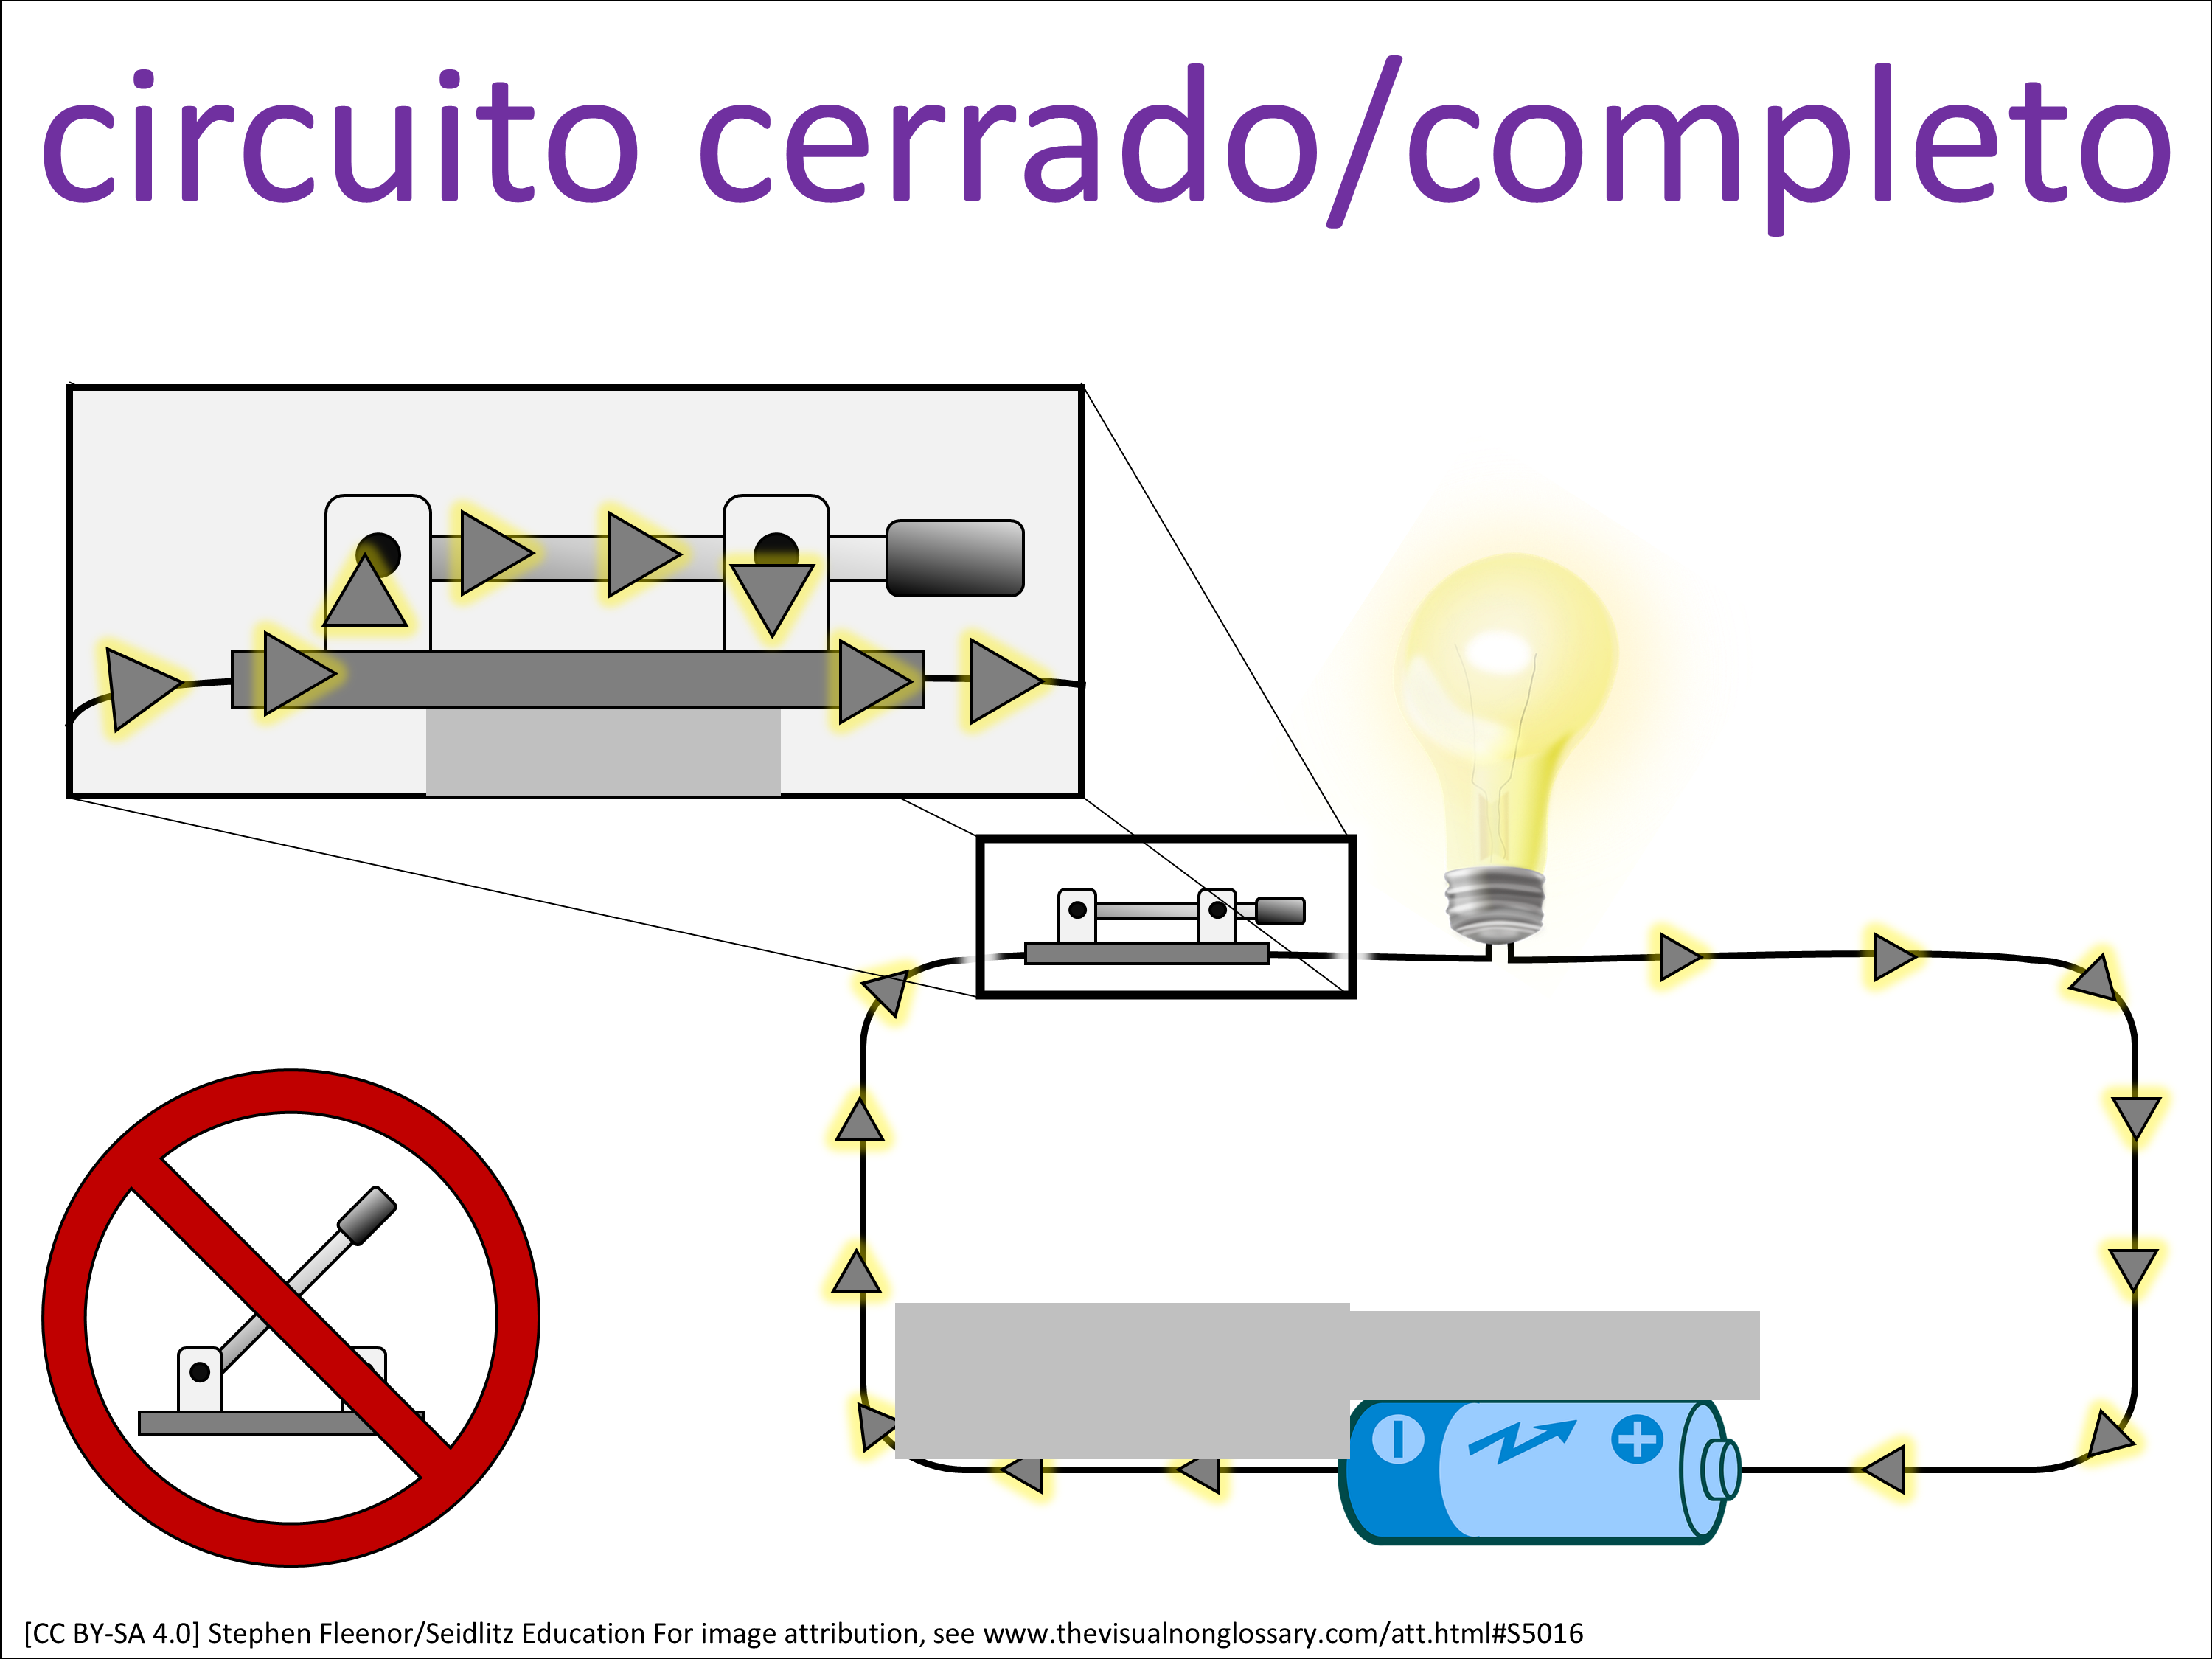 circuito cerrado/completo
[CC BY-SA 4.0] Stephen Fleenor/Seidlitz Education For image attribution, see www.thevisualnonglossary.com/att.html#S5016